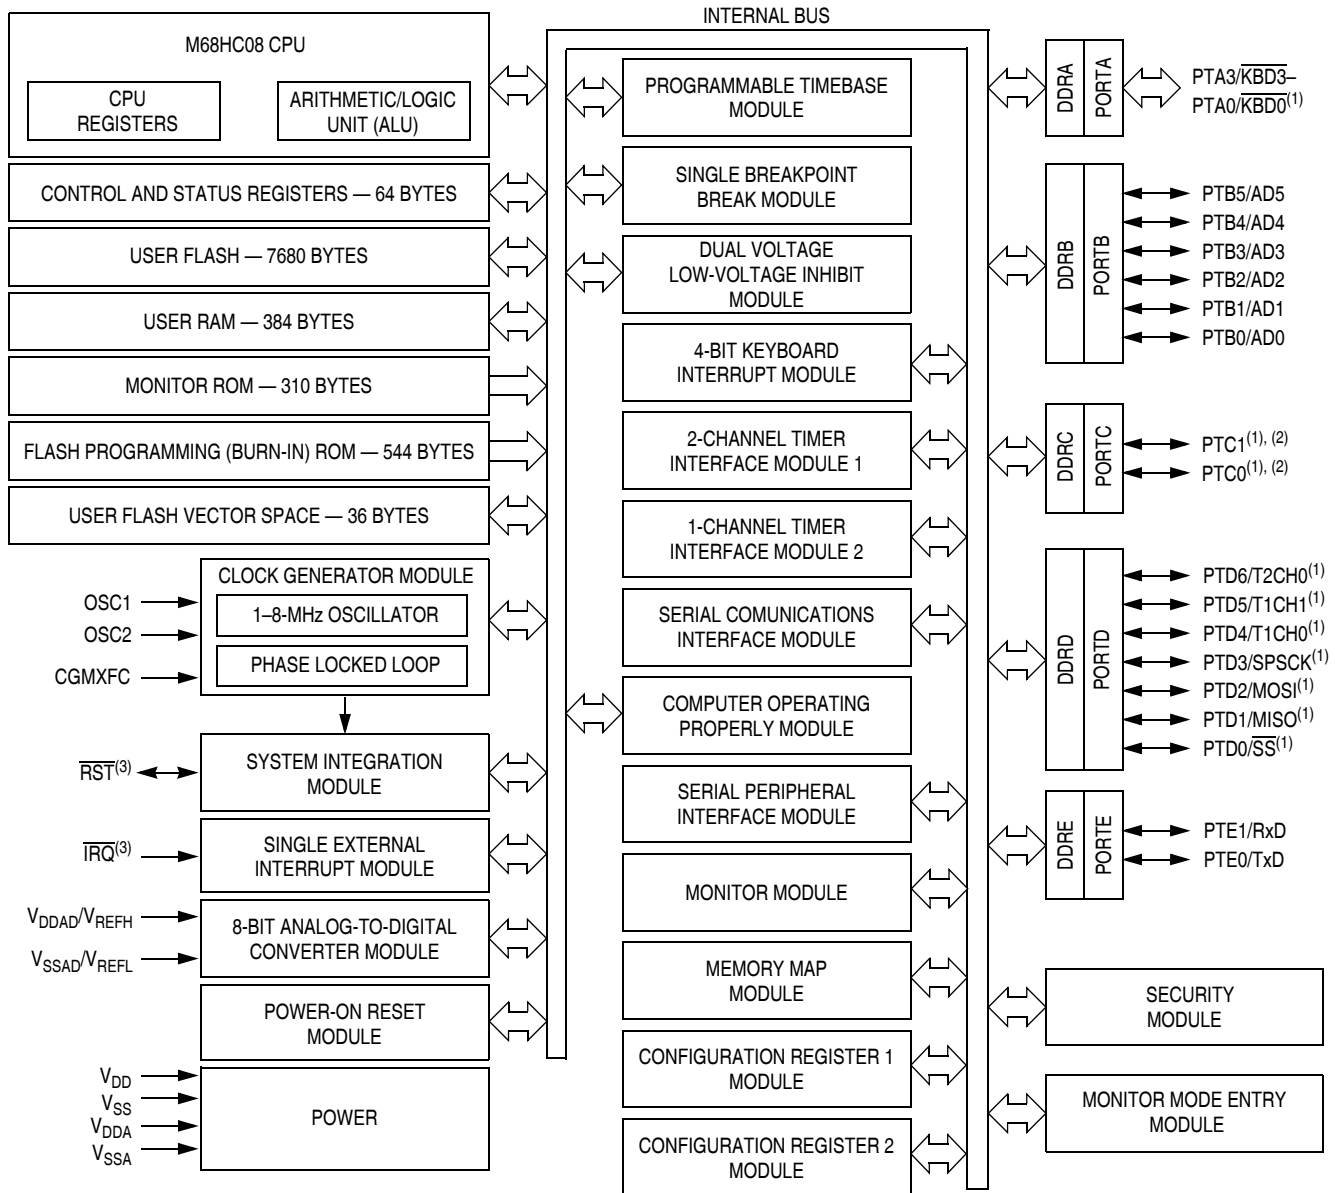 INTERNAL BUS
M68HC08 CPU
CPU
REGISTERS
ARITHMETIC/LOGIC
UNIT (ALU)
CONTROL AND STATUS REGISTERS — 64 BYTES
USER FLASH — 7680 BYTES
USER RAM — 384 BYTES
MONITOR ROM — 310 BYTES
FLASH PROGRAMMING (BURN-IN) ROM — 544 BYTES
USER FLASH VECTOR SPACE — 36 BYTES
CLOCK GENERATOR MODULE
1–8-MHz OSCILLATOR
PHASE LOCKED LOOP
OSC1
OSC2
CGMXFC
SYSTEM INTEGRATION
MODULE
RST(3)
SINGLE EXTERNAL
INTERRUPT MODULE
IRQ(3)
8-BIT ANALOG-TO-DIGITAL
CONVERTER MODULE
VDDAD/VREFH
VSSAD/VREFL
POWER-ON RESET
MODULE
POWER
VDD
VSS
VDDA
VSSA
PROGRAMMABLE TIMEBASE
MODULE
SINGLE BREAKPOINT
BREAK MODULE
DUAL VOLTAGE
LOW-VOLTAGE INHIBIT
MODULE
4-BIT KEYBOARD
INTERRUPT MODULE
2-CHANNEL TIMER
INTERFACE MODULE 1
1-CHANNEL TIMER
INTERFACE MODULE 2
SERIAL COMUNICATIONS
INTERFACE MODULE
COMPUTER OPERATING
PROPERLY MODULE
SERIAL PERIPHERAL
INTERFACE MODULE
MONITOR MODULE
MEMORY MAP
MODULE
CONFIGURATION REGISTER 1
MODULE
CONFIGURATION REGISTER 2
MODULE
DDRA
PORTA
PTA3/KBD3–
PTA0/KBD0(1)
DDRB
PORTB
PTB5/AD5
PTB4/AD4
PTB3/AD3
PTB2/AD2
PTB1/AD1
PTB0/AD0
DDRC
PORTC
PTC1(1), (2)
PTC0(1), (2)
DDRD
PORTD
PTD6/T2CH0(1)
PTD5/T1CH1(1)
PTD4/T1CH0(1)
PTD3/SPSCK(1)
PTD2/MOSI(1)
PTD1/MISO(1)
PTD0/SS(1)
DDRE
PORTE
PTE1/RxD
PTE0/TxD
SECURITY
MODULE
MONITOR MODE ENTRY
MODULE